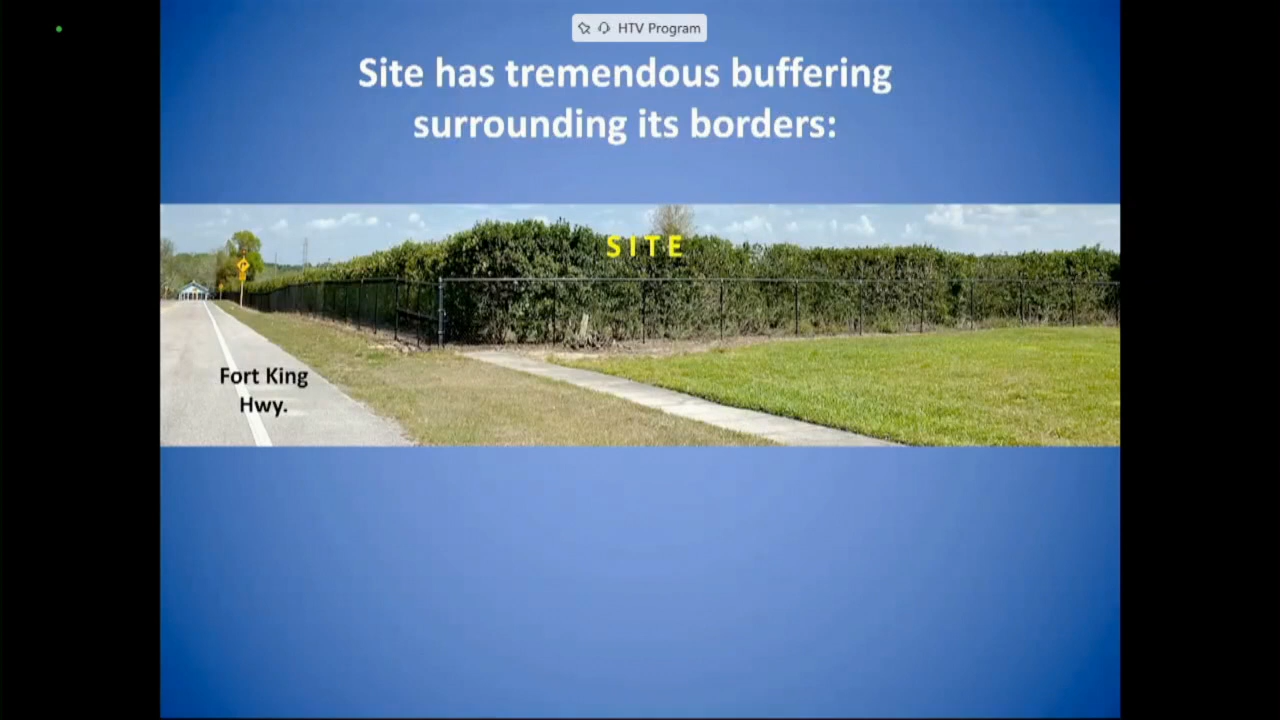 HTV Program
Site has tremendous buffering
surrounding its borders:
SITE
Fort King
Hwy.